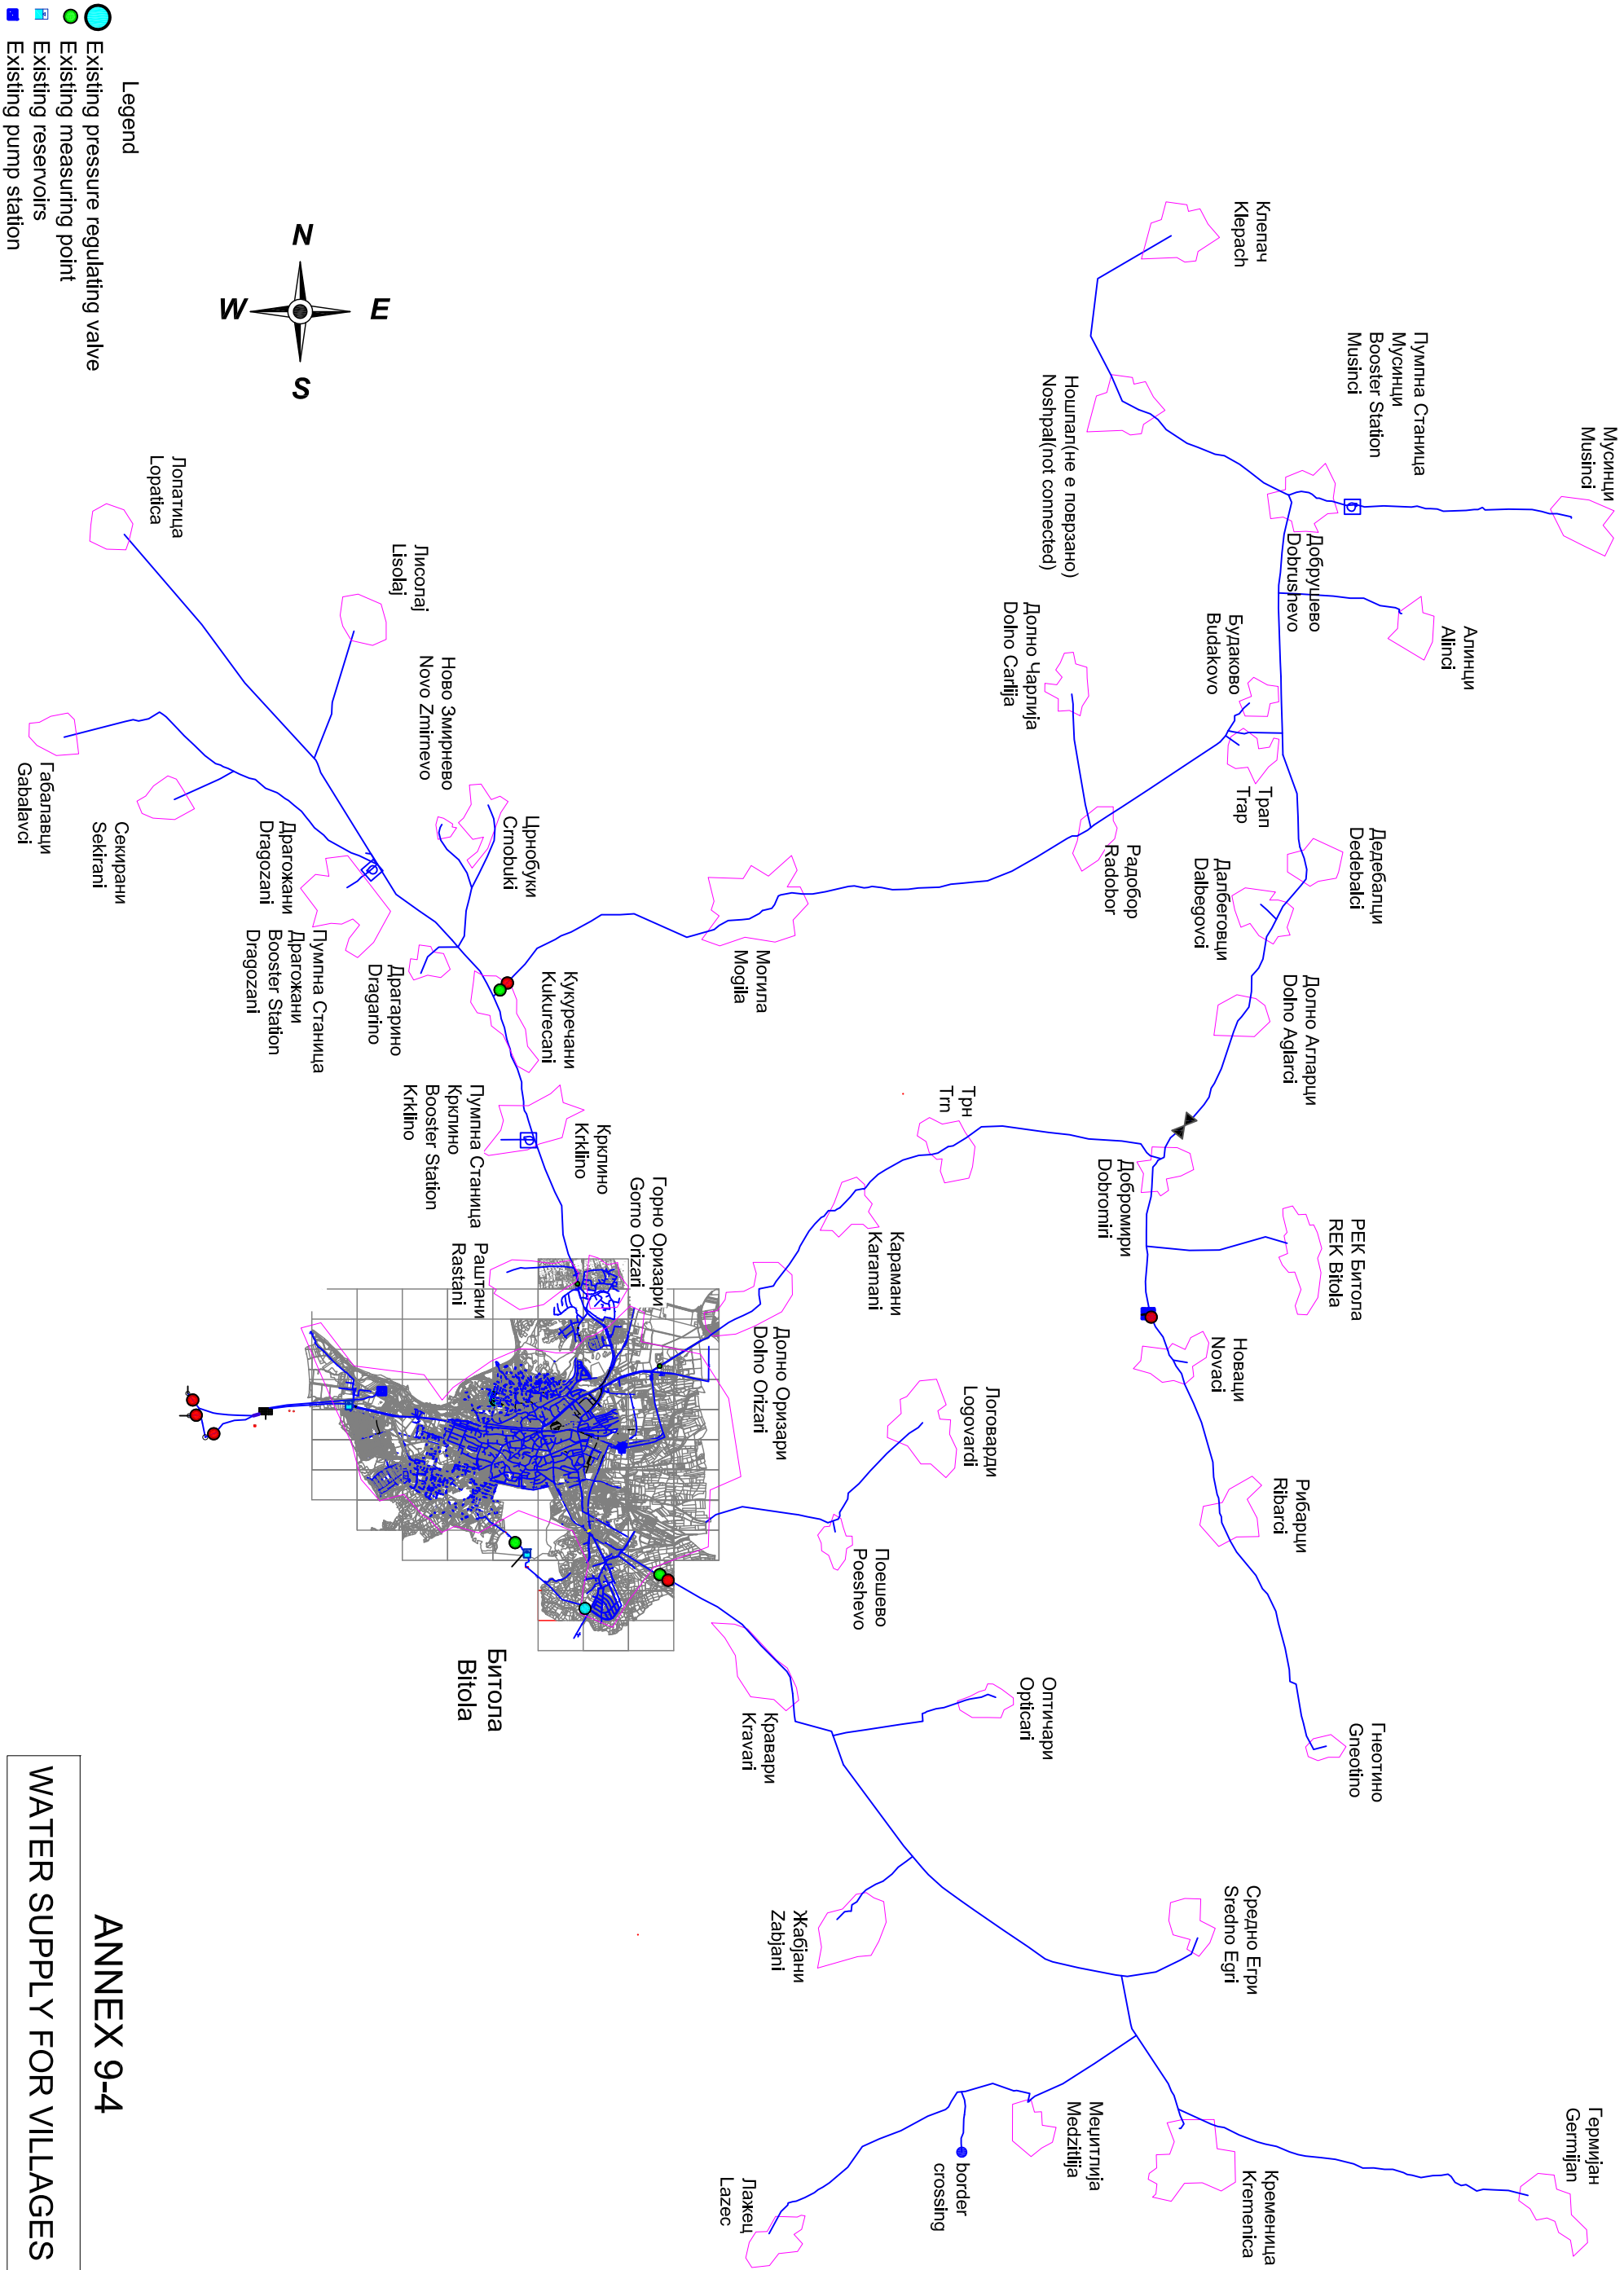 Legend
Existing pressure regulating valve
Existing measuring point
Existing reservoirs
Existing pump station
N
W
E
S
Клепач
Klepach
Мусинци
Musinci
Пумпна Станица
Мусинци
Booster Station
Musinci
Ношпал(не е поврзано)
Noshpal(not connected)
Добрушево
Dobrushevo
Алинци
Alinci
Будаково
Budakovo
Долно Чарлија
Dolno Carlija
Трап
Trap
Дедебалци
Dedebalci
Далбеговци
Dalbegovci
Радобор
Radobor
Долно Агларци
Dolno Aglarci
Могила
Mogila
Лопатица
Lopatica
Лисолај
Lisolaj
Ново Змирнево
Novo Zmirnevo
Црнобуки
Crnobuki
Габалавци
Gabalavci
Секирани
Sekirani
Драгожани
Dragozani
Пумпна Станица
Драгожани
Booster Station
Dragozani
Драгарино
Dragarino
Кукуречани
Kukurecani
Пумпна Станица
Крклино
Booster Station
Krklino
Крклино
Krklino
Горно Оризари
Gorno Orizari
Раштани
Rastani
Трн
Trn
Карамани
Karamani
Добромири
Dobromiri
РЕК Битола
REK Bitola
Новаци
Novaci
Долно Оризари
Dolno Orizari
Логоварди
Logovardi
Поешево
Poeshevo
Рибарци
Ribarci
Гнеотино
Gneotino
Битола
Bitola
Кравари
Kravari
Оптичари
Opticari
Жабјани
Zabjani
Средно Егри
Sredno Egri
Меџитлија
Medzitlija
border
crossing
Лажец
Lazec
Кременица
Kremenica
Гермијан
Germijan
ANNEX 9-4
WATER SUPPLY FOR VILLAGES